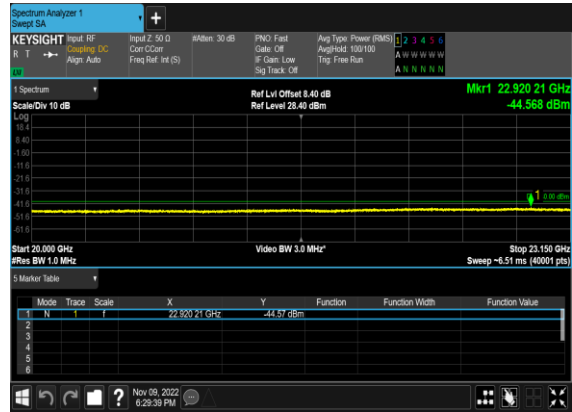 Spectrum Analyzer 1
Swept SA
+
KEYSIGHT Input: RF Input Z: 50 Ω #Atten: 30 dB PNO: Fast Avg Type: Power (RMS) 1 2 3 4 5 6
R T Coupling: DC Corr CCorr Gate: Off Avg|Hold: 100/100 A W W W W W
Align: Auto Freq Ref: Int (S) IF Gain: Low Trig: Free Run
Sig Track: Off A N N N N N
1 Spectrum Ref Lvl Offset 8.40 dB Mkr1 22.920 21 GHz
Scale/Div 10 dB Ref Level 28.40 dBm -44.568 dBm
Log
18.4
8.40
-1.60
-11.6
-21.6
-31.6
1
-41.6
-51.6
-61.6
Start 20.000 GHz Video BW 3.0 MHz* Stop 23.150 GHz
#Res BW 1.0 MHz Sweep ~6.51 ms (40001 pts)
5 Marker Table
Mode Trace Scale X Y Function Function Width Function Value
1 N 1 f 22.920 21 GHz -44.57 dBm
2
3
4
5
6
? Nov 09, 2022
6:29:39 PM